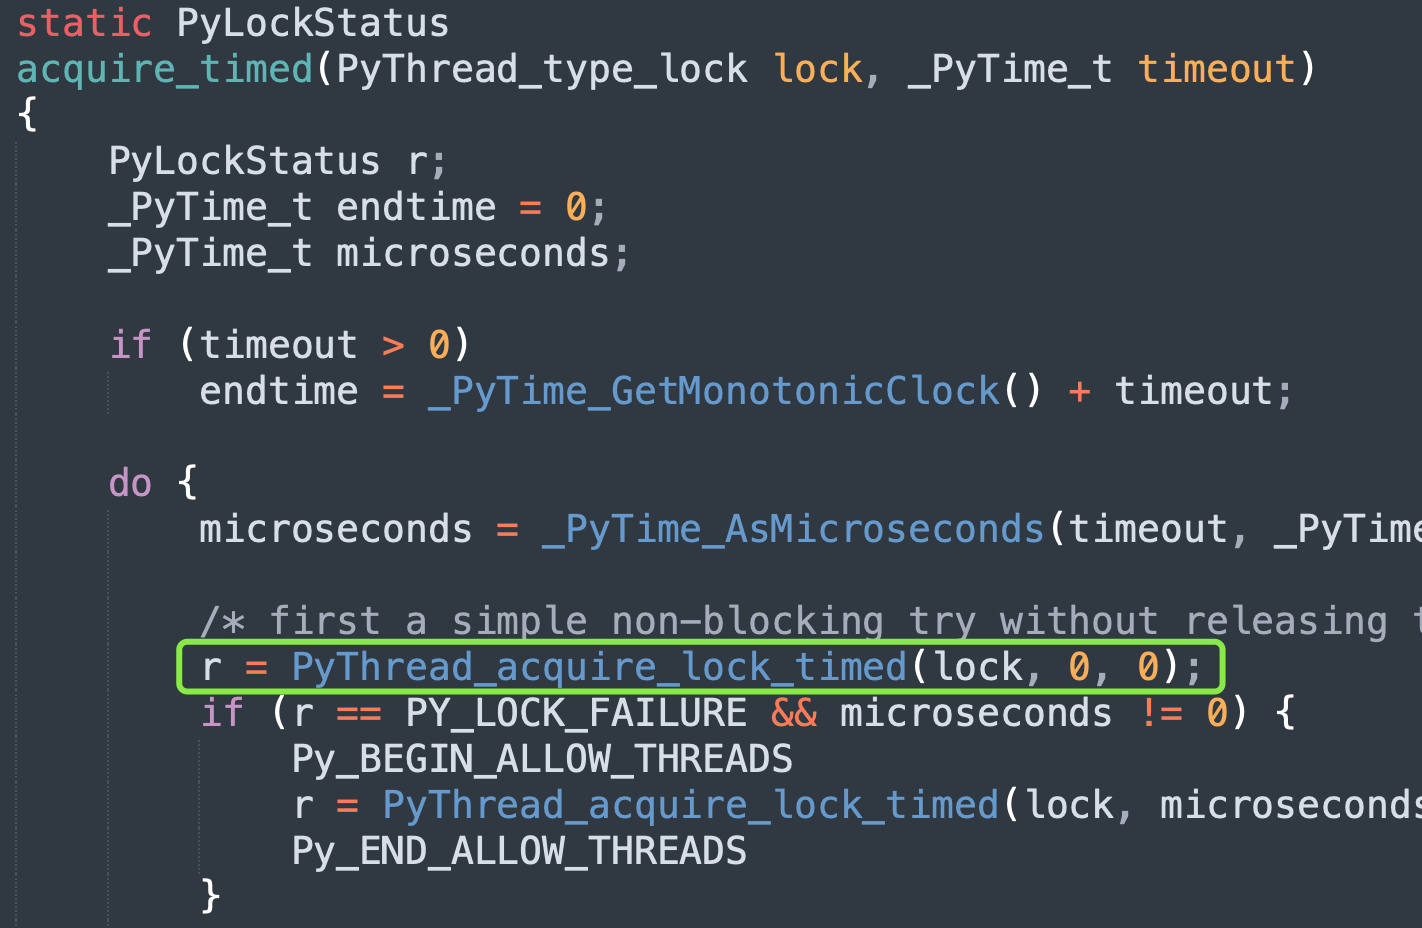 static PyLockStatus
acquire_timed(PyThread_type_lock lock, _PyTime_t timeout)
{
    PyLockStatus r;
    _PyTime_t endtime = 0;
    _PyTime_t microseconds;

    if (timeout > 0)
        endtime = _PyTime_GetMonotonicClock() + timeout;

    do {
        microseconds = _PyTime_AsMicroseconds(timeout, _PyTime

        /* first a simple non-blocking try without releasing
        r = PyThread_acquire_lock_timed(lock, 0, 0);
        if (r == PY_LOCK_FAILURE && microseconds != 0) {
            Py_BEGIN_ALLOW_THREADS
            r = PyThread_acquire_lock_timed(lock, microseconds
            Py_END_ALLOW_THREADS
        }